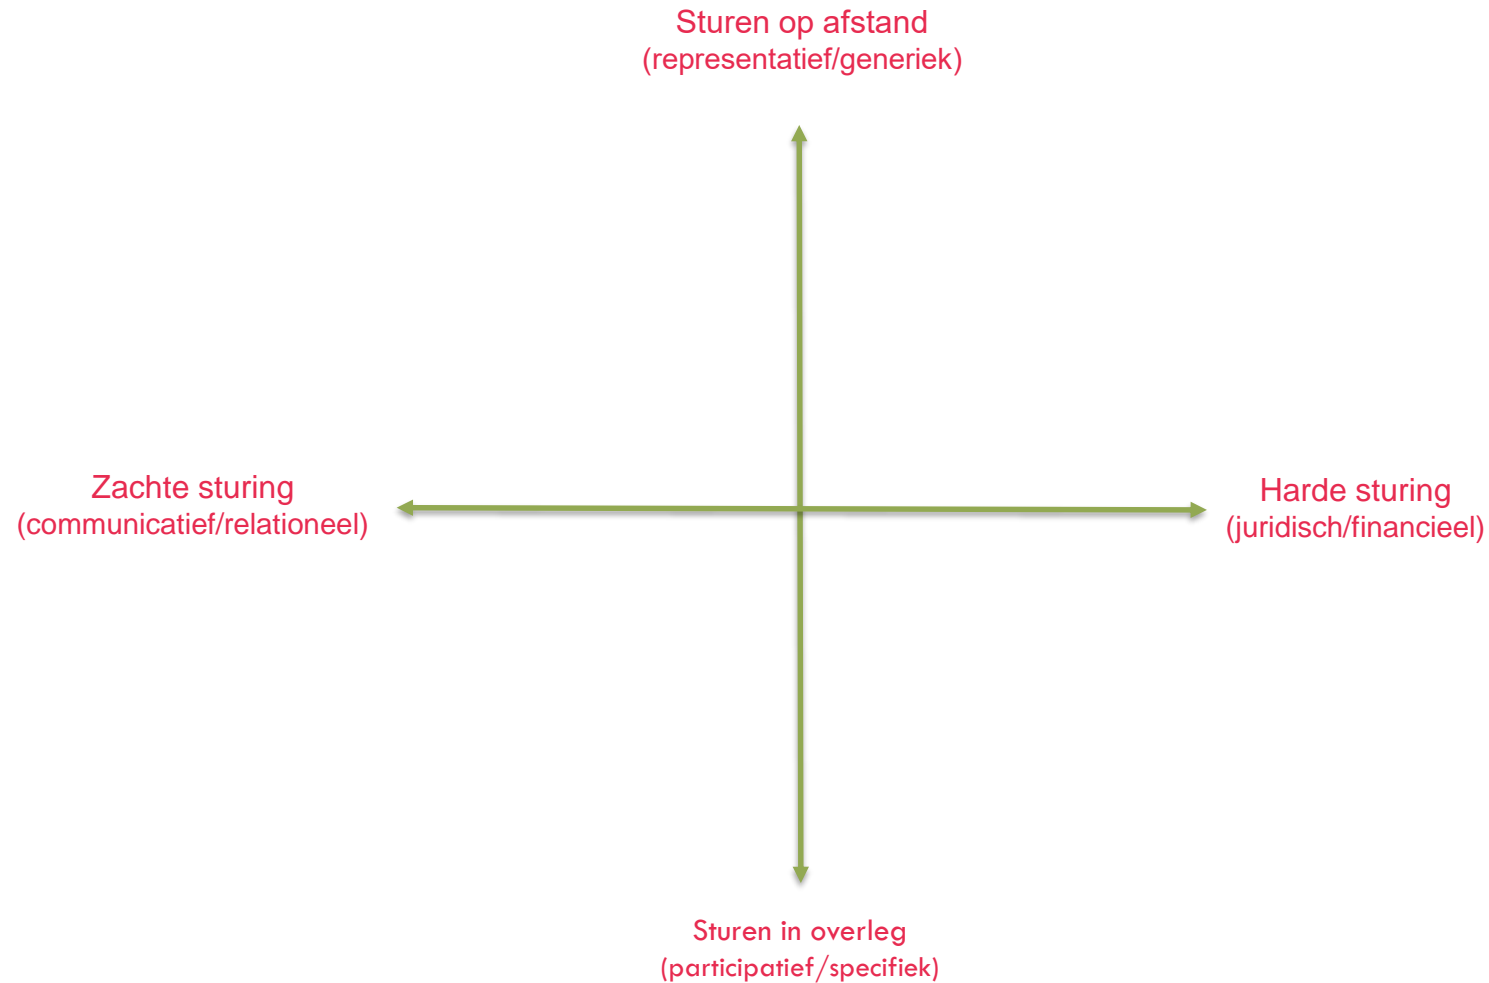 Sturen op afstand
(representatief/generiek)
Zachte sturing
(communicatief/relationeel)
Harde sturing
(juridisch/financieel)
Sturen in overleg
(participatief/specifiek)